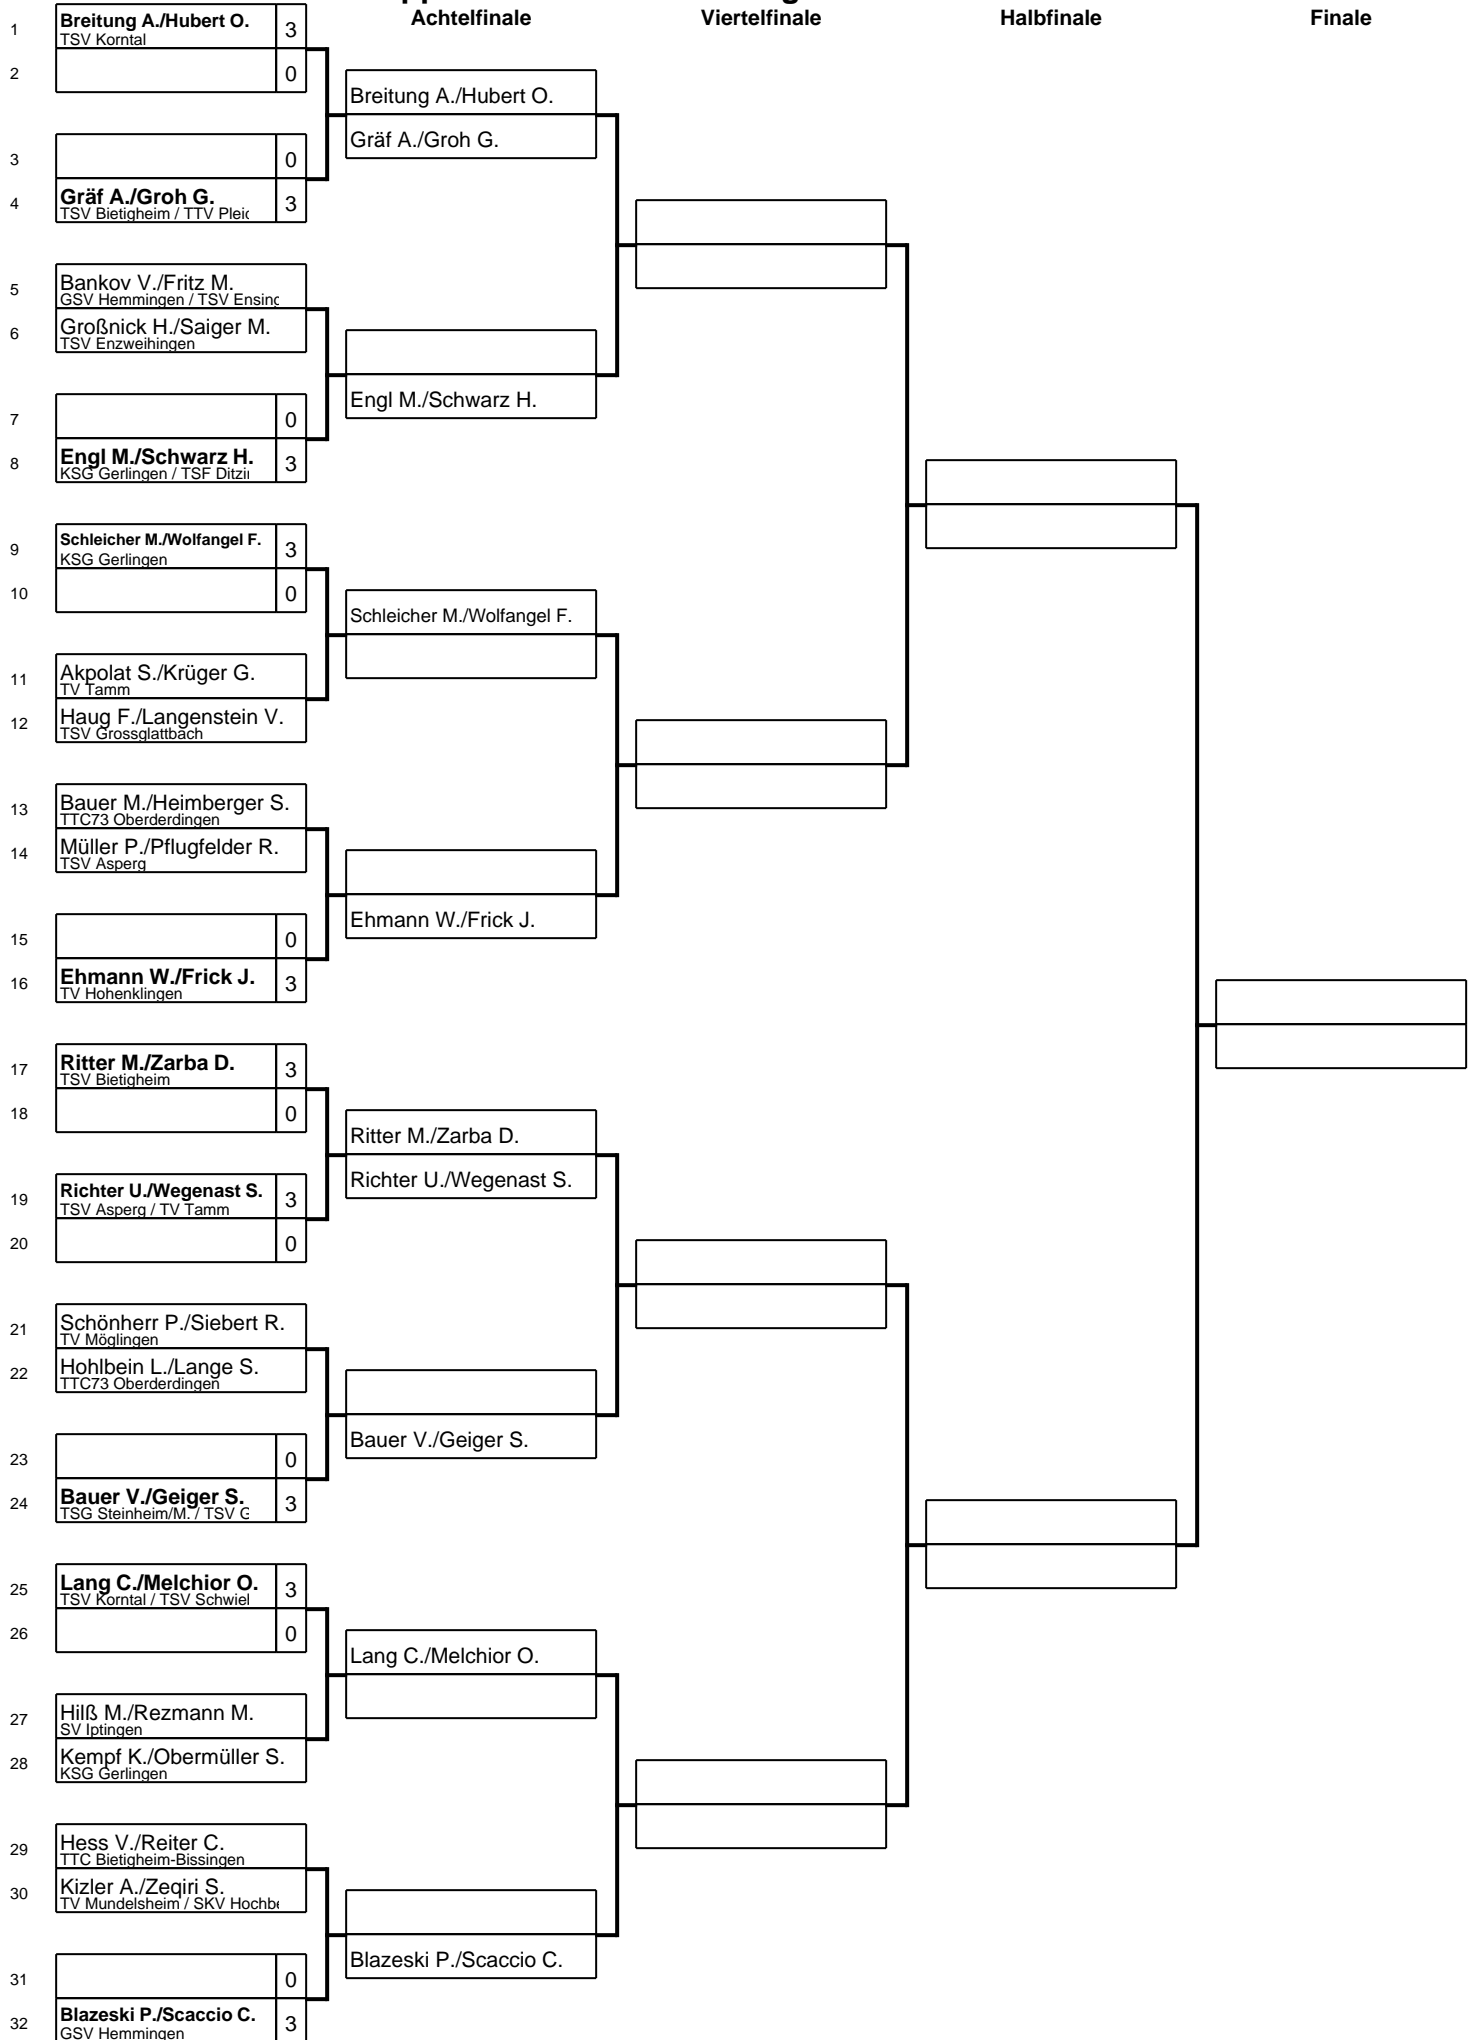 Achtelfinale Viertelfinale Halbfinale Finale
1 Breitung A./Hubert O. 3
TSV Korntal
2 0
Breitung A./Hubert O.
Gräf A./Groh G.
3 0
4 Gräf A./Groh G. 3
TSV Bietigheim / TTV
5 Bankov V./Fritz M.
GSV Hemmingen / TSV
6 Großnick H./Saiger M.
TSV Enzweihingen
Engl M./Schwarz H.
7 0
8 Engl M./Schwarz H. 3
KSG Gerlingen / TSF
9 Schleicher M./Wolfangel F. 3
KSG Gerlingen
10 0
Schleicher M./Wolfangel F.
11 Akpolat S./Krüger G.
TV Tamm
12 Haug F./Langenstein V.
TSV Grossglattbach
13 Bauer M./Heimberger S.
TTC73 Oberderdingen
14 Müller P./Pflugfelder R.
TSV Asperg
Ehmann W./Frick J.
15 0
16 Ehmann W./Frick J. 3
TV Hohenklingen
17 Ritter M./Zarba D. 3
TSV Bietigheim
18 0
Ritter M./Zarba D.
Richter U./Wegenast S.
19 Richter U./Wegenast S. 3
TSV Asperg / TV Tamm
20 0
21 Schönherr P./Siebert R.
TV Möglingen
22 Hohlbein L./Lange S.
TTC73 Oberderdingen
Bauer V./Geiger S.
23 0
24 Bauer V./Geiger S. 3
TSG Steinheim/M. / TSV
25 Lang C./Melchior O. 3
TSV Korntal / TSV
26 0
Lang C./Melchior O.
27 Hilß M./Rezmann M.
SV Iptingen
28 Kempf K./Obermüller S.
KSG Gerlingen
29 Hess V./Reiter C.
TTC Bietigheim-Bissingen
30 Kizler A./Zeqiri S.
TV Mundelsheim / SKV
Blazeski P./Scaccio C.
31 0
32 Blazeski P./Scaccio C. 3
GSV Hemmingen